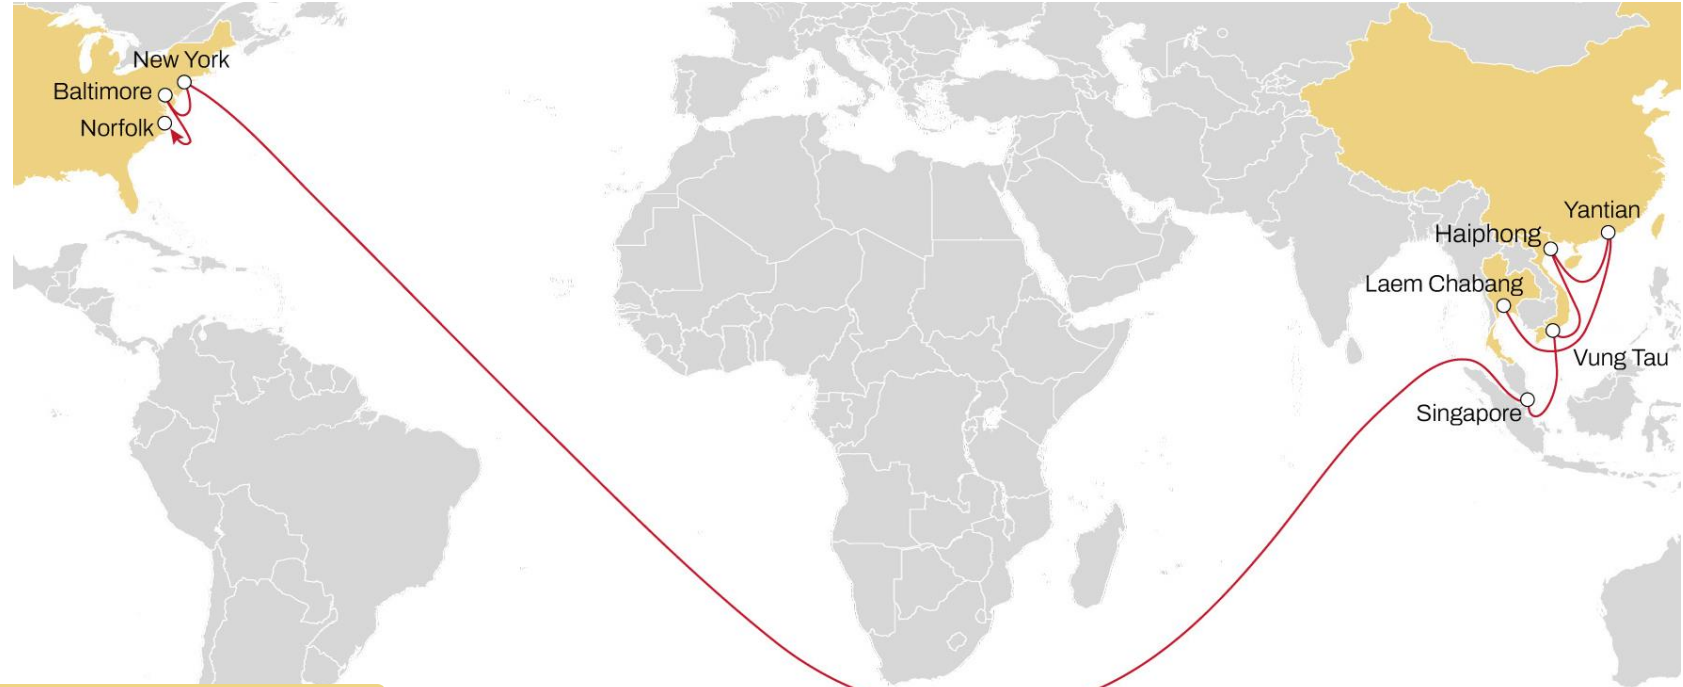 New York
Baltimore
Norfolk
Yantian
Haiphong
Laem Chabang
Vung Tau
Singapore